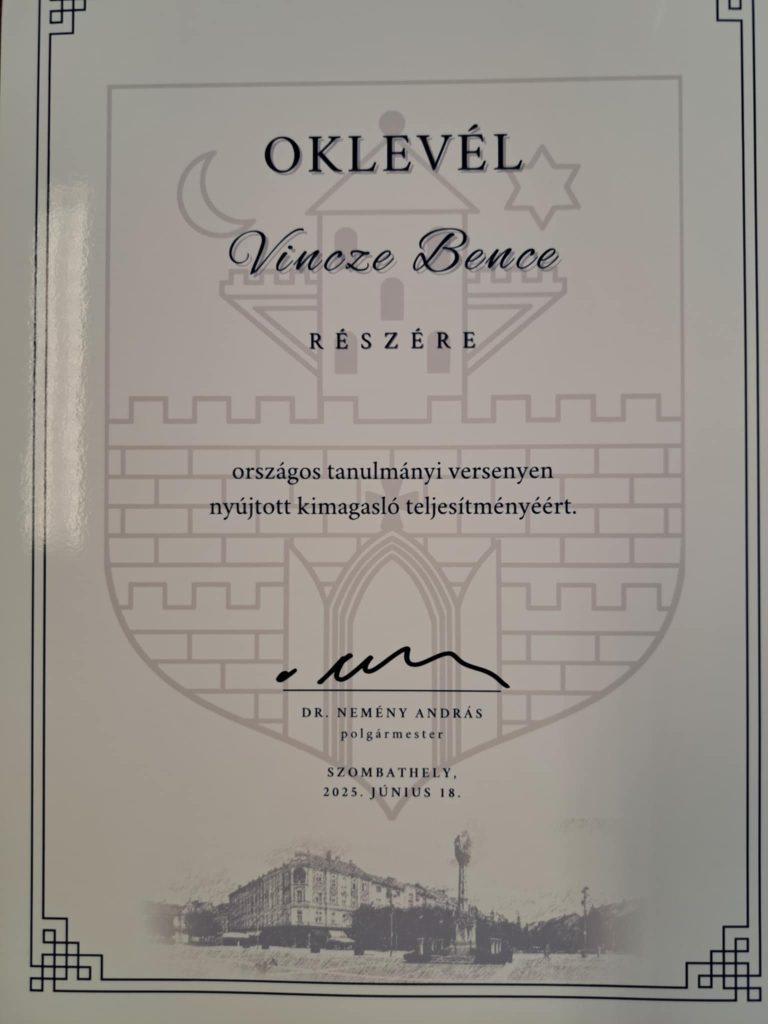 OKLEVÉL
Vincze Bence
RÉSZÉRE
országos tanulmányi versenyen
nyújtott kimagasló teljesítményéért.
DR. NEMÉNY ANDRÁS
polgármester
SZOMBATHELY,
2025. JÚNIUS 18.